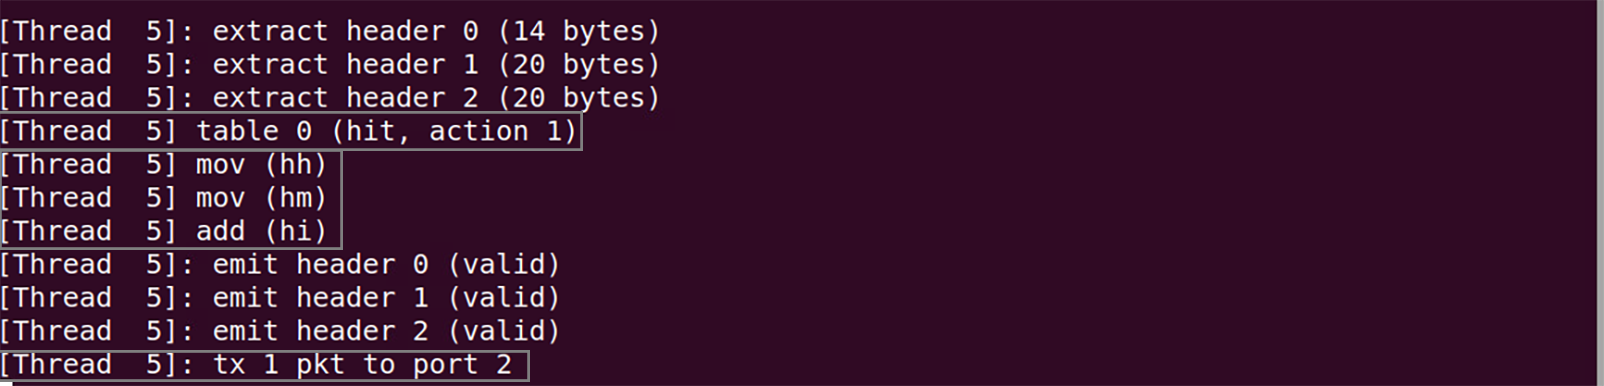 [Thread  5]: extract header 0 (14 bytes)
[Thread  5]: extract header 1 (20 bytes)
[Thread  5]: extract header 2 (20 bytes)
[Thread  5] table 0 (hit, action 1)
[Thread  5] mov (hh)
[Thread  5] mov (hm)
[Thread  5] add (hi)
[Thread  5]: emit header 0 (valid)
[Thread  5]: emit header 1 (valid)
[Thread  5]: emit header 2 (valid)
[Thread  5]: tx 1 pkt to port 2